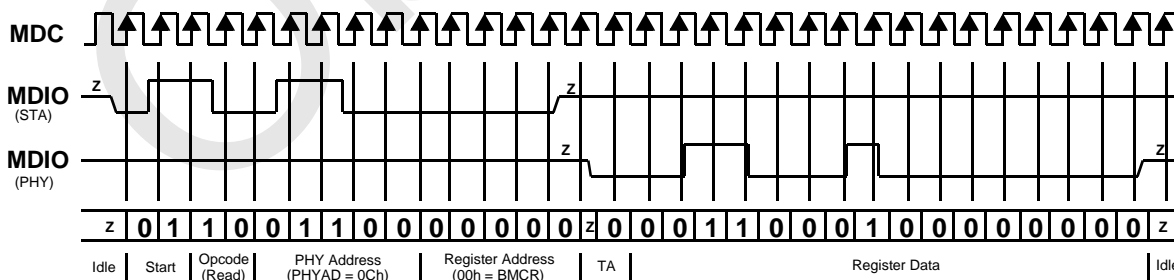 MDC
z
z
MDIO
(STA)
z
z
MDIO
(PHY)
z 0 1 1 0 0 1 1 0 0 0 0 0 0 0 z 0 0 0 1 1 0 0 0 1 0 0 0 0 0 0 0 0 z
Idle Start Opcode (Read) PHY Address (PHYAD = 0Ch) Register Address (00h = BMCR) TA Register Data Idle